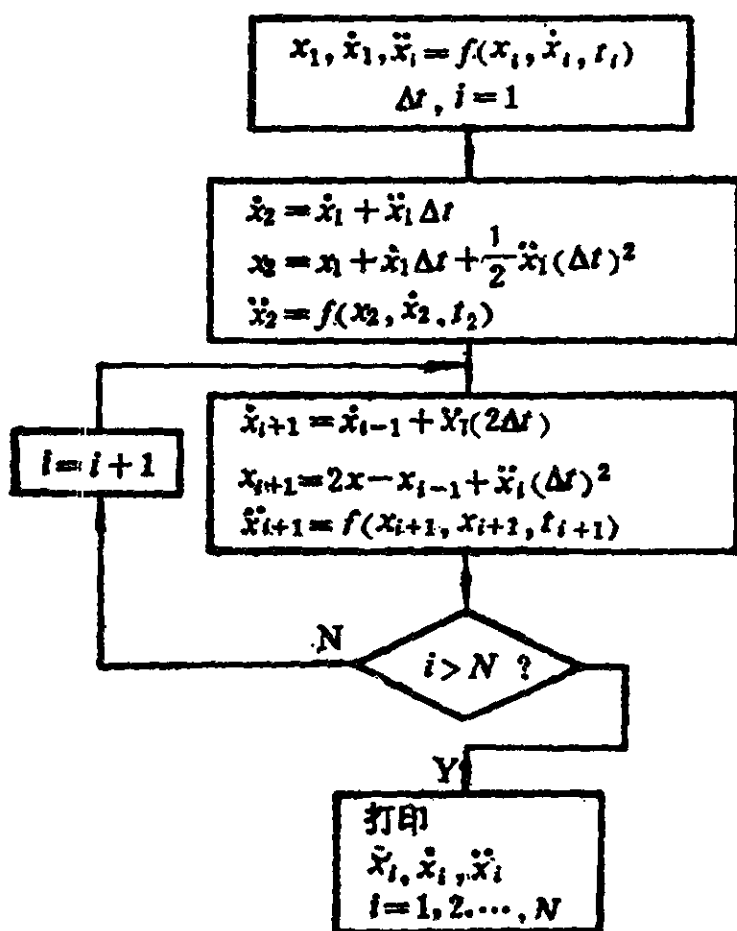 x₁, ẋ₁, ẍᵢ = f(xᵢ, ẋᵢ, tᵢ)
Δt, i = 1
ẋ₂ = ẋ₁ + ẍ₁Δt
x₂ = x₁ + ẋ₁Δt + 1/2 ẍ₁(Δt)²
ẍ₂ = f(x₂, ẋ₂, t₂)
ẋᵢ₊₁ = ẋᵢ₋₁ + (2Δt)
i = i + 1
xᵢ₊₁ = 2x − xᵢ₋₁ + ẍᵢ(Δt)²
ẍᵢ₊₁ = f(xᵢ₊₁, xᵢ₊₁, tᵢ₊₁)
N
i > N ?
Y
打印
xᵢ, ẋᵢ, ẍᵢ
i = 1, 2.…, N